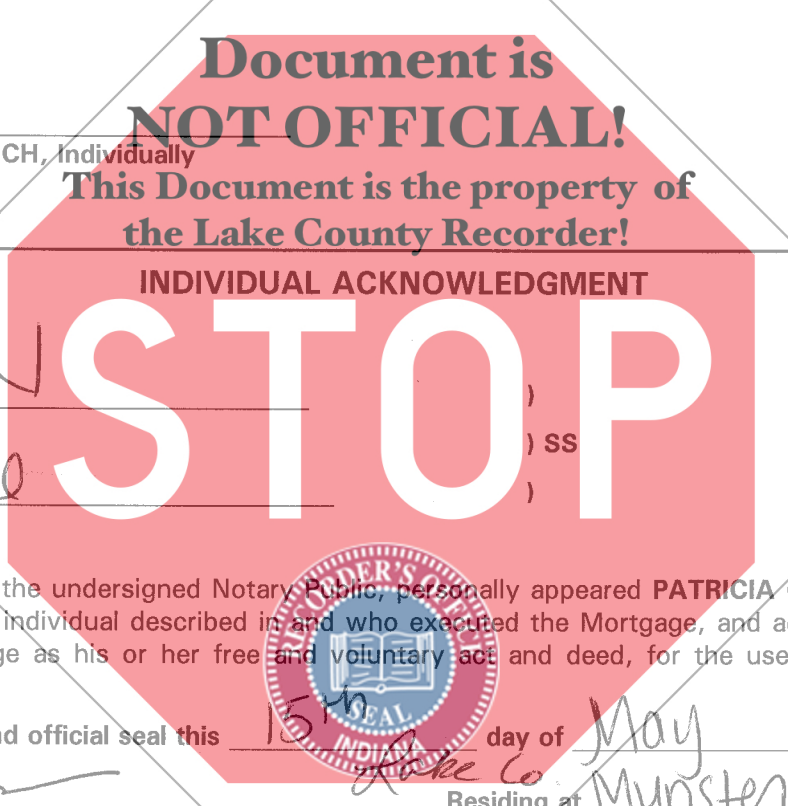 Document is
NOT OFFICIAL!
CH, Individually
This Document is the property of
the Lake County Recorder!
INDIVIDUAL ACKNOWLEDGMENT
)
) SS
)
STOP
the undersigned Notary Public, personally appeared PATRICIA
individual described in and who executed the Mortgage, and a
ge as his or her free and voluntary act and deed, for the use
RECORDER'S OFFICE
SEAL
INDIANA
nd official seal this 15th day of May
Lake Co
Residing at Munster